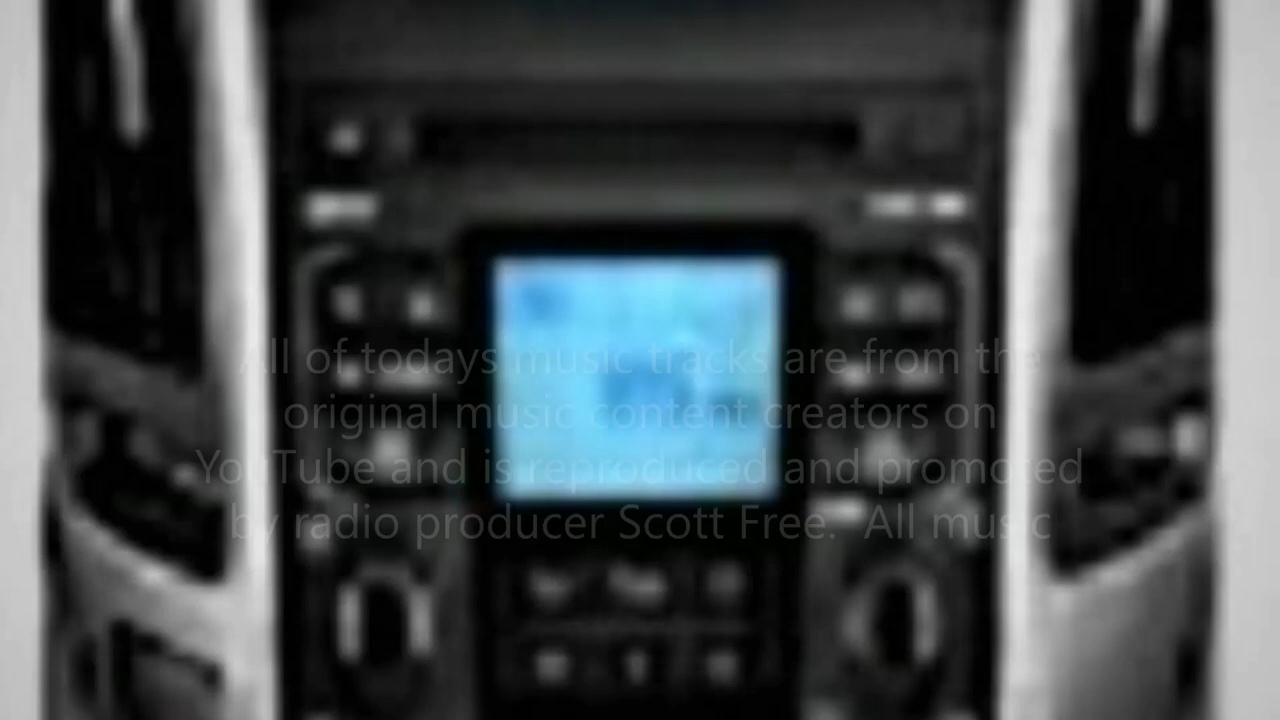 All of todays music tracks are from the
original music content creators on
YouTube and is reproduced and promoted
by radio producer Scott Free. All music